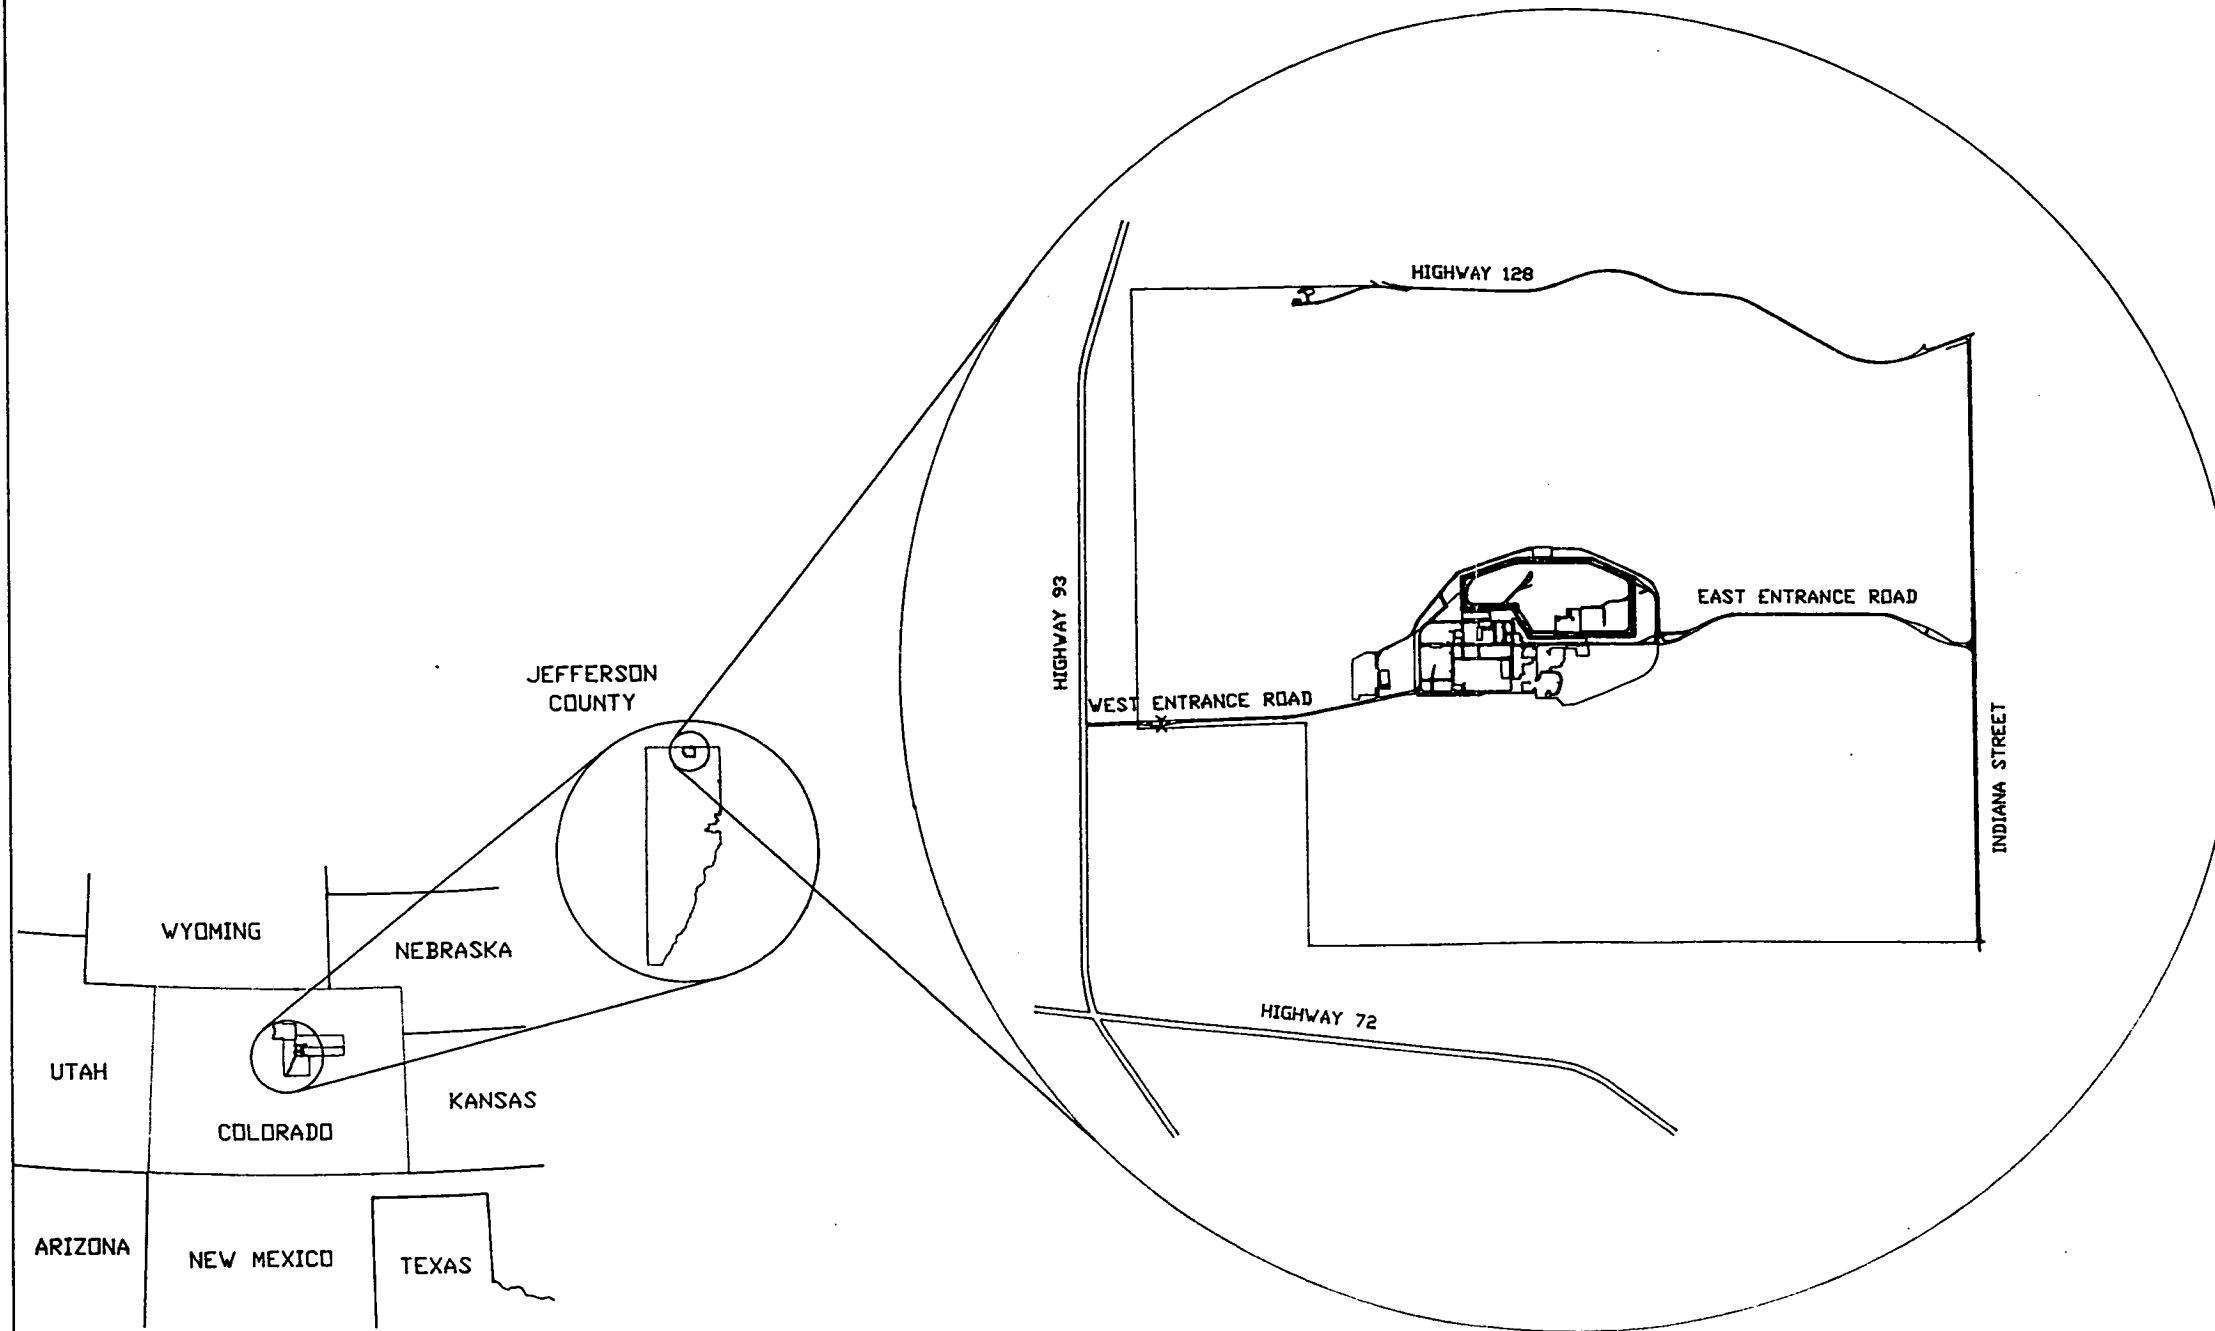 HIGHWAY 128
HIGHWAY 93
EAST ENTRANCE ROAD
WEST ENTRANCE ROAD
INDIANA STREET
HIGHWAY 72
JEFFERSON
COUNTY
WYOMING
NEBRASKA
UTAH
COLORADO
KANSAS
ARIZONA
NEW MEXICO
TEXAS